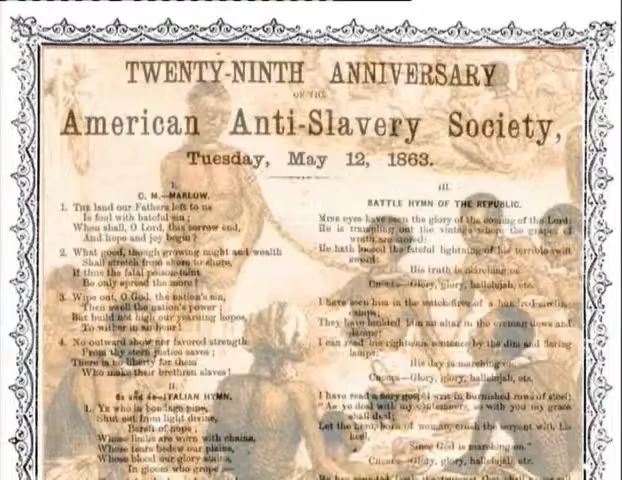 TWENTY-NINTH ANNIVERSARY
OF THE
American Anti-Slavery Society,
Tuesday, May 12, 1863.
I.
C. M.—MARLOW.
1. THE land our Fathers left to us
Is foul with hateful sin;
When shall, O Lord, this sorrow end,
And hope and joy begin?
2. What good, though growing might and wealth
Shall stretch from shore to shore,
If thus the fatal poison-taint
Be only spread the more!
3. Wipe out, O God, the nation's sin,
Then swell the nation's power;
But build not high our yearning hopes,
To wither in an hour!
4. No outward show nor favored strength
From thy stern justice saves;
There is no liberty for them
Who make their brethren slaves!
II.
6s and 4s—ITALIAN HYMN.
1. Ye who in bondage pine,
Shut out from light divine,
Bereft of hope;
Whose limbs are worn with chains,
Whose tears bedew our plains,
Whose blood our glory stains,
In gloom who grope;—
III.
BATTLE HYMN OF THE REPUBLIC.
MINE eyes have seen the glory of the coming of the Lord:
He is trampling out the vintage where the grapes of
wrath are stored:
He hath loosed the fateful lightning of his terrible swift
sword:
His truth is marching on.
CHORUS—Glory, glory, hallelujah, etc.
I have seen him in the watch-fires of a hundred circling
camps;
They have builded him an altar in the evening dews and
damps;
I can read his righteous sentence by the dim and flaring
lamps:
His day is marching on.
CHORUS—Glory, glory, hallelujah, etc.
I have read a fiery gospel writ in burnished rows of steel:
"As ye deal with my contemners, so with you my grace
shall deal;
Let the hero, born of woman, crush the serpent with his
heel,
Since God is marching on."
CHORUS—Glory, glory, hallelujah, etc.